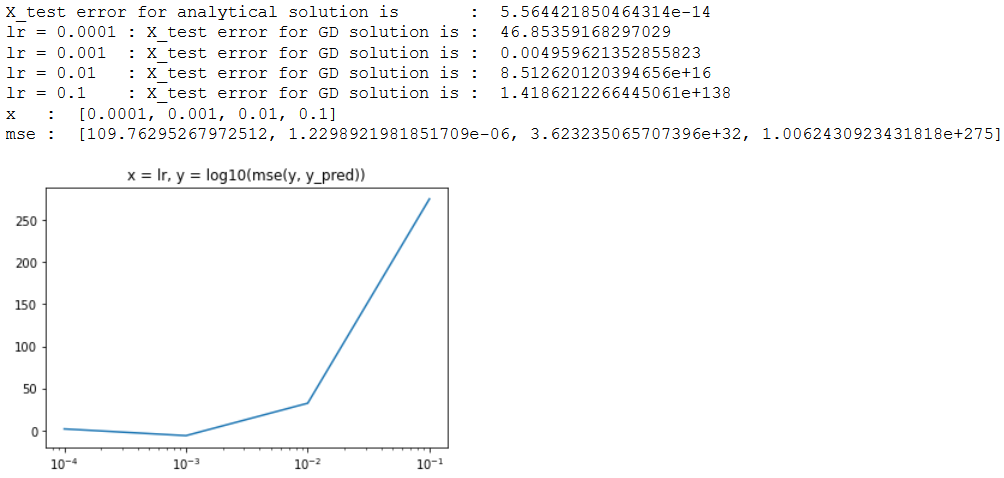 X_test error for analytical solution is       :  5.564421850464314e-14
lr = 0.0001 : X_test error for GD solution is :  46.85359168297029
lr = 0.001  : X_test error for GD solution is :  0.004959621352855823
lr = 0.01   : X_test error for GD solution is :  8.512620120394656e+16
lr = 0.1    : X_test error for GD solution is :  1.4186212266445061e+138
x   :  [0.0001, 0.001, 0.01, 0.1]
mse :  [109.76295267972512, 1.2298921981851709e-06, 3.623235065707396e+32, 1.0062430923431818e+275]
x = lr, y = log10(mse(y, y_pred))
250
200
150
100
50
0
10⁻⁴ 10⁻³ 10⁻² 10⁻¹